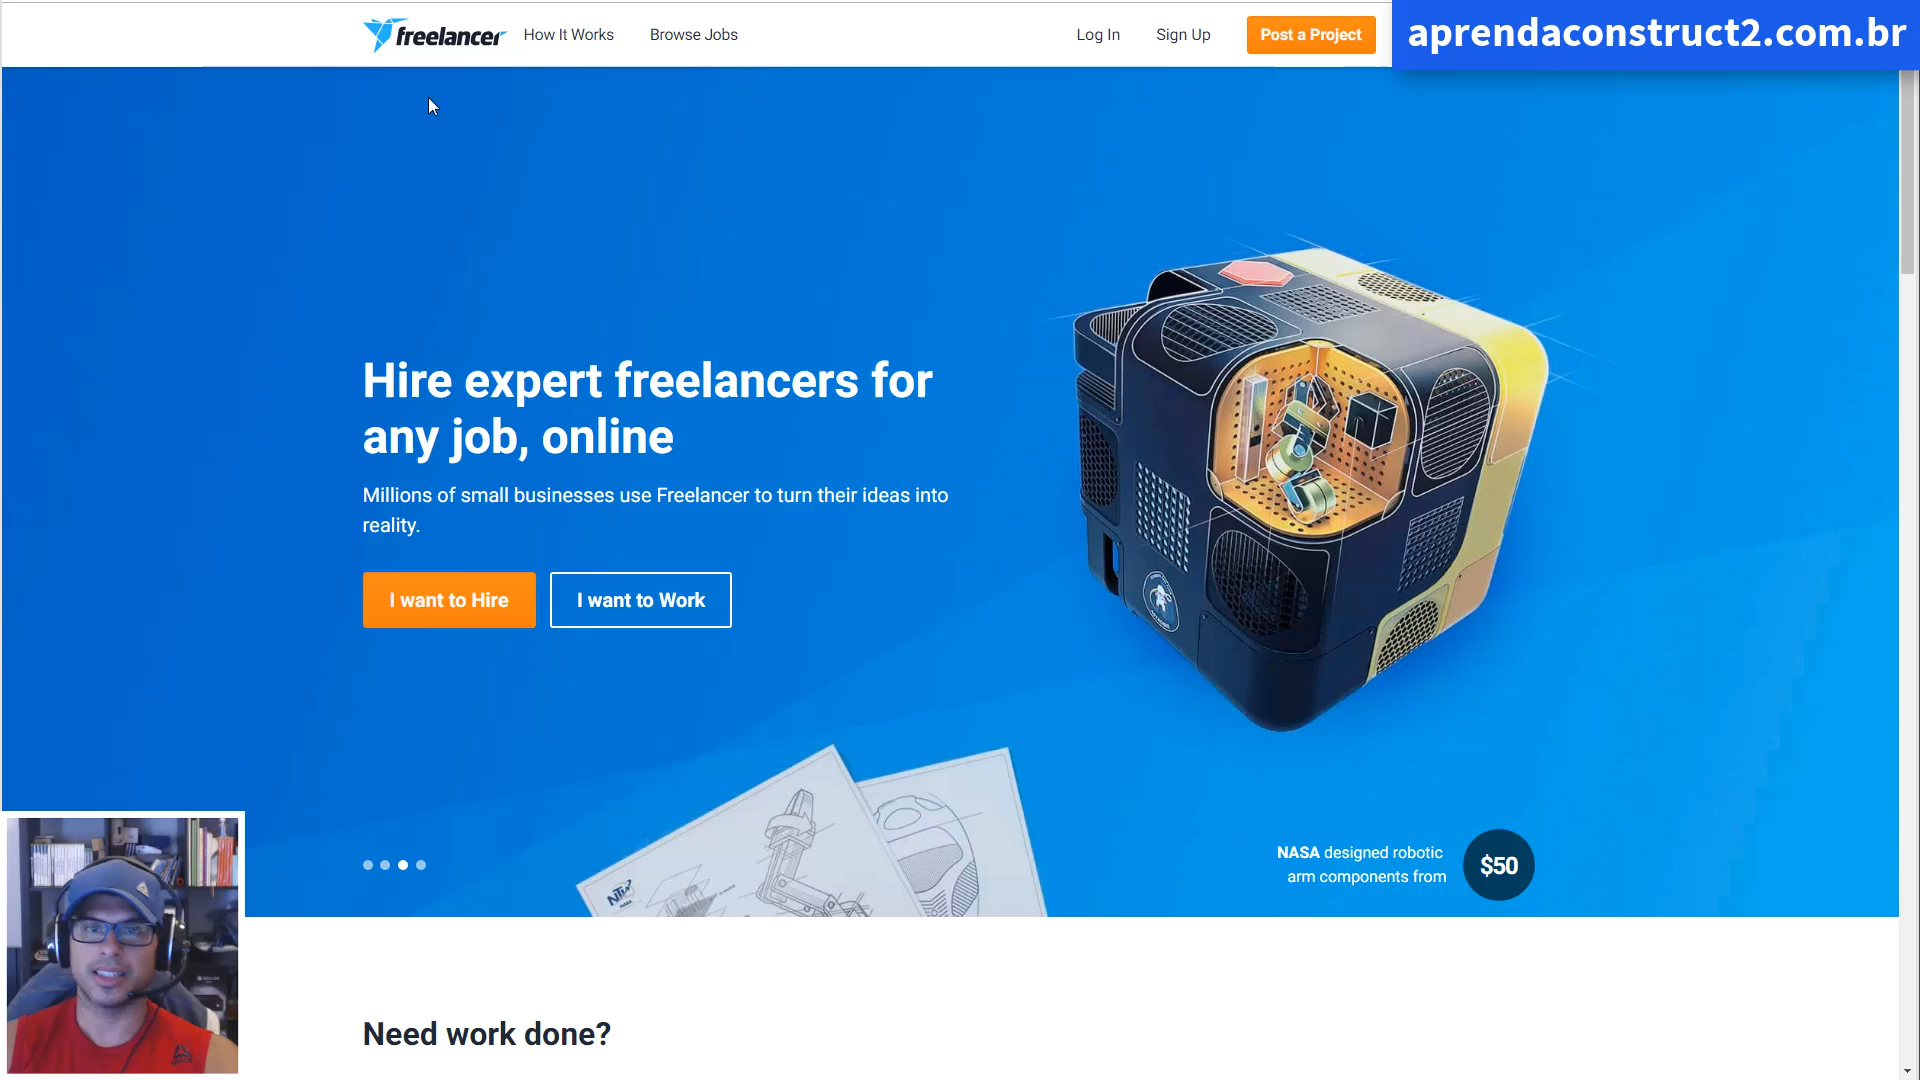 freelancer
How It Works
Browse Jobs
Log In
Sign Up
Post a Project
aprendaconstruct2.com.br
Hire expert freelancers for
any job, online
Millions of small businesses use Freelancer to turn their ideas into
reality.
I want to Hire
I want to Work
NASA designed robotic
arm components from
$50
Need work done?